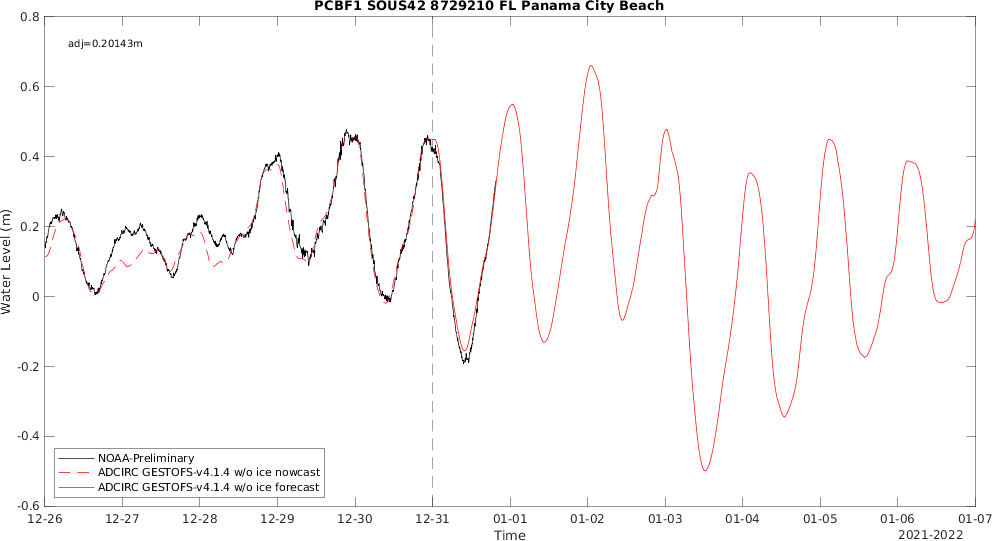 PCBF1 SOUS42 8729210 FL Panama City Beach
adj=0.20143m
0.8
0.6
0.4
0.2
0
-0.2
-0.4
-0.6
Water Level (m)
NOAA-Preliminary
ADCIRC GESTOFS-v4.1.4 w/o ice nowcast
ADCIRC GESTOFS-v4.1.4 w/o ice forecast
12-26 12-27 12-28 12-29 12-30 12-31 01-01 01-02 01-03 01-04 01-05 01-06 01-07
Time
2021-2022